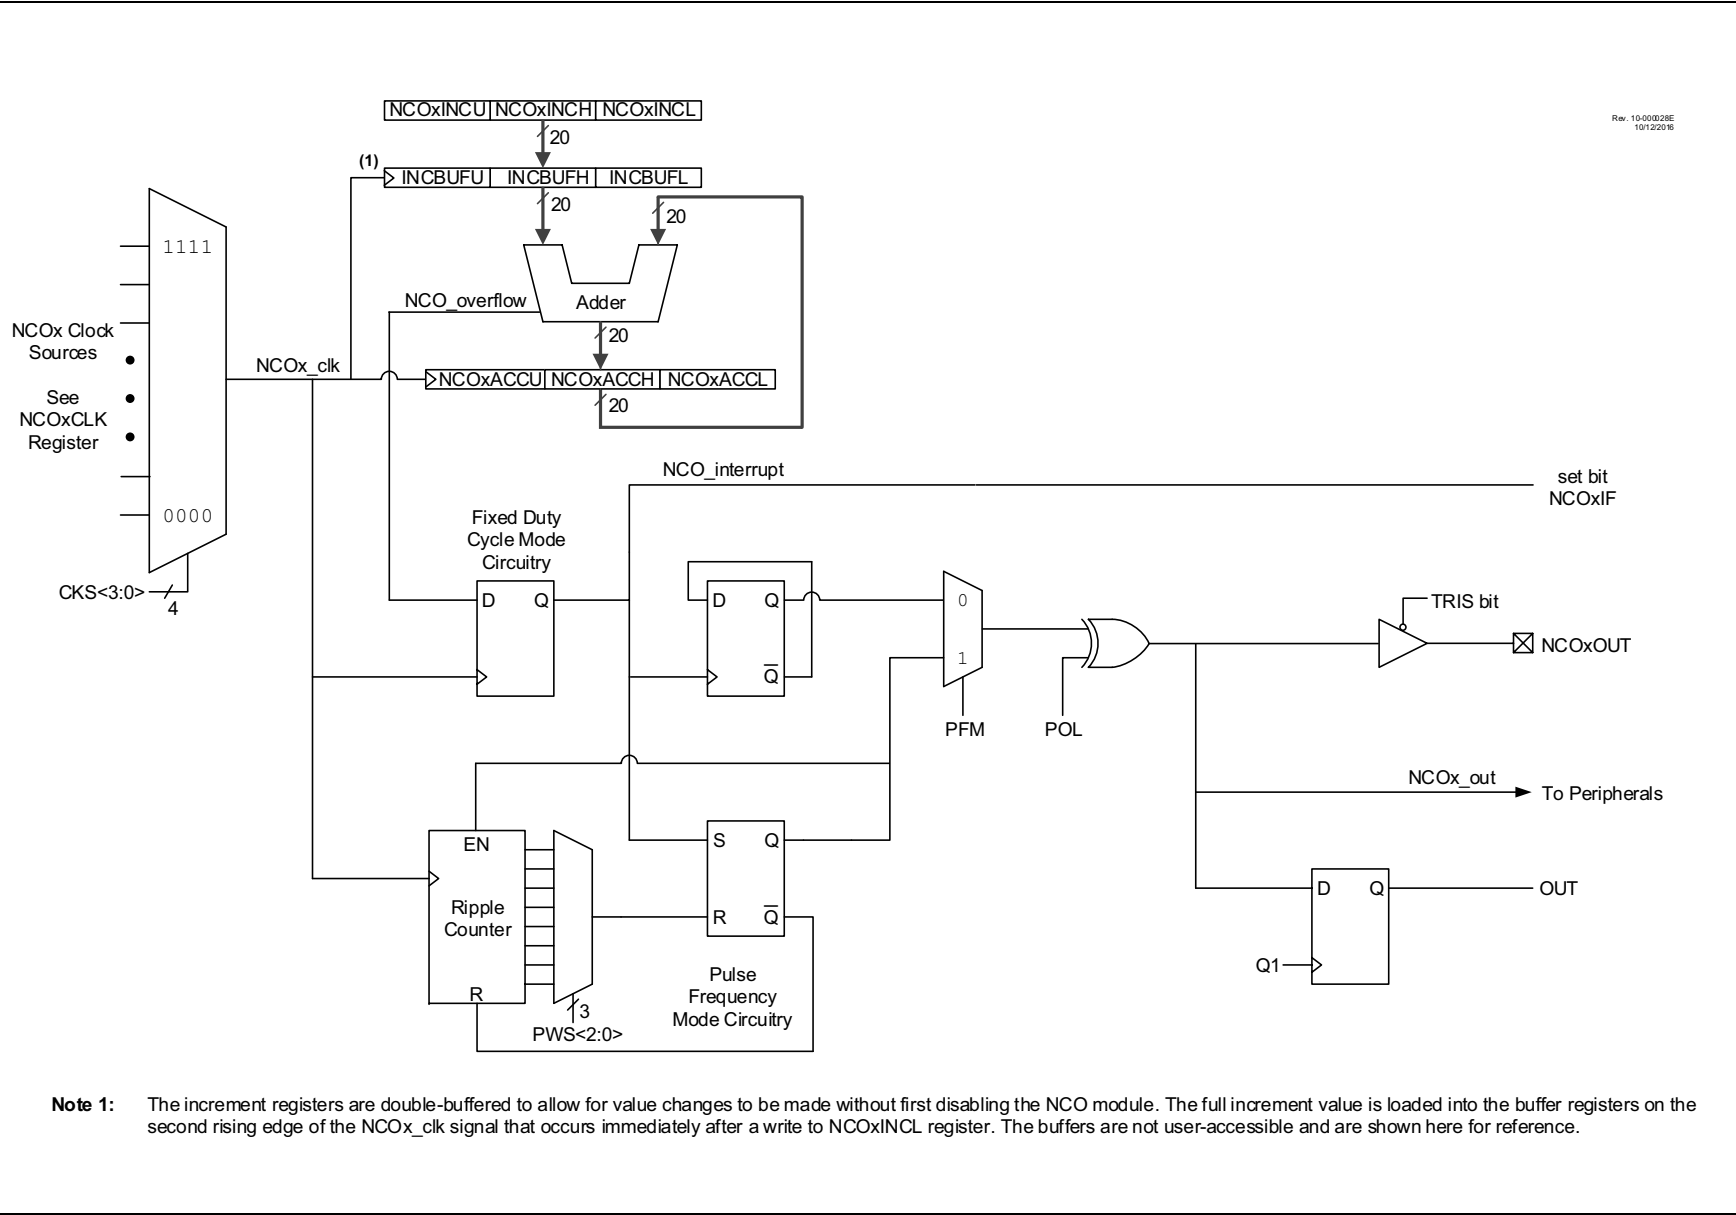 NCOxINCU NCOxINCH NCOxINCL
Rev. 10-000028E
10/12/2016
20
(1)
INCBUFU INCBUFH INCBUFL
20
20
1111
Adder
NCO_overflow
NCOx Clock
Sources
20
NCOx_clk
NCOxACCU NCOxACCH NCOxACCL
See
NCOxCLK
Register
20
NCO_interrupt
set bit
NCOxIF
0000
Fixed Duty
Cycle Mode
Circuitry
CKS<3:0>
4
D Q
D Q
Q
0
1
PFM
POL
TRIS bit
NCOxOUT
NCOx_out
To Peripherals
EN
Ripple
Counter
R
S Q
R Q
D Q
OUT
Q1
3
PWS<2:0>
Pulse
Frequency
Mode Circuitry
Note 1: The increment registers are double-buffered to allow for value changes to be made without first disabling the NCO module. The full increment value is loaded into the buffer registers on the
second rising edge of the NCOx_clk signal that occurs immediately after a write to NCOxINCL register. The buffers are not user-accessible and are shown here for reference.